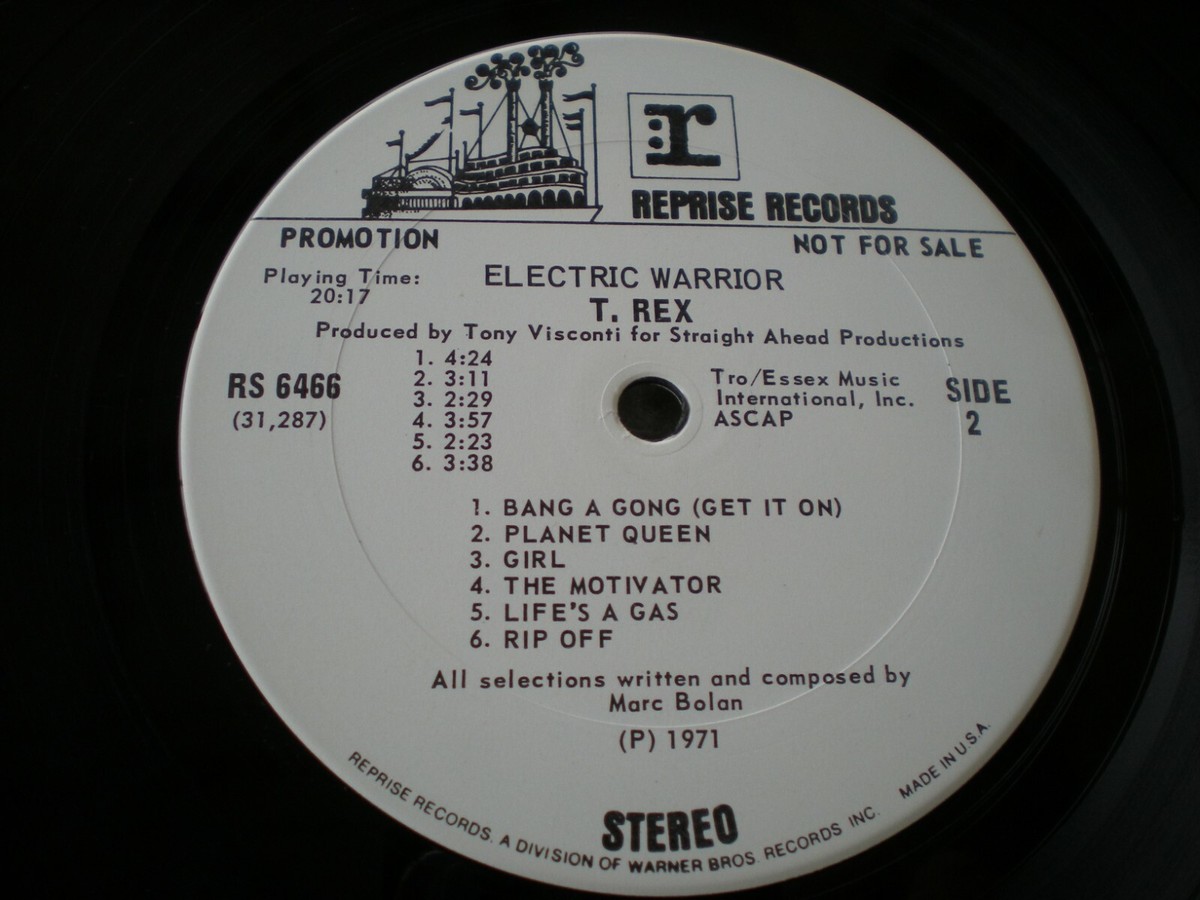 r
REPRISE RECORDS
PROMOTION
NOT FOR SALE
Playing Time:
20:17
ELECTRIC WARRIOR
T. REX
Produced by Tony Visconti for Straight Ahead Productions
RS 6466
(31,287)
1. 4:24
2. 3:11
3. 2:29
4. 3:57
5. 2:23
6. 3:38
Tro/Essex Music
International, Inc.
ASCAP
SIDE
2
1. BANG A GONG (GET IT ON)
2. PLANET QUEEN
3. GIRL
4. THE MOTIVATOR
5. LIFE'S A GAS
6. RIP OFF
All selections written and composed by
Marc Bolan
(P) 1971
STEREO
REPRISE RECORDS. A DIVISION OF WARNER BROS. RECORDS INC. MADE IN U.S.A.